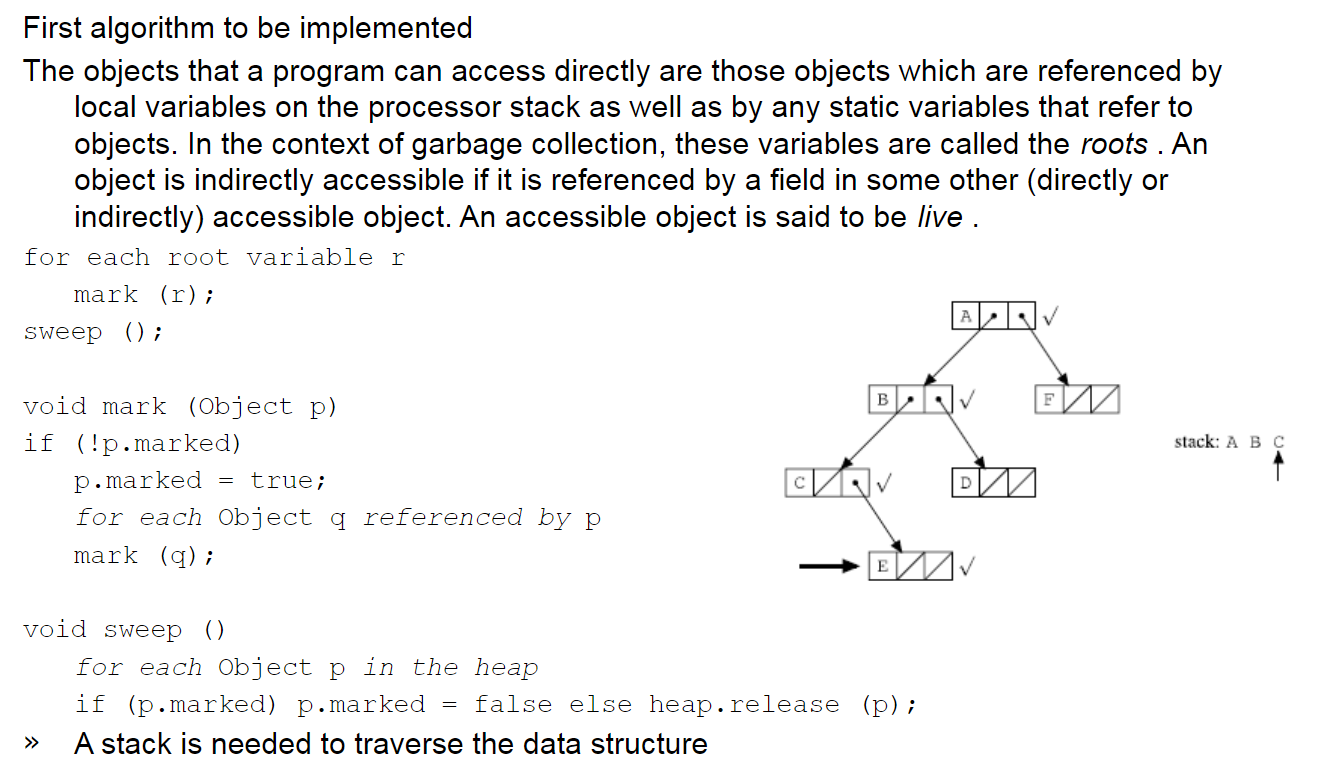 First algorithm to be implemented
The objects that a program can access directly are those objects which are referenced by
local variables on the processor stack as well as by any static variables that refer to
objects. In the context of garbage collection, these variables are called the roots . An
object is indirectly accessible if it is referenced by a field in some other (directly or
indirectly) accessible object. An accessible object is said to be live .
for each root variable r
mark (r);
sweep ();
void mark (Object p)
if (!p.marked)
p.marked = true;
for each Object q referenced by p
mark (q);
void sweep ()
for each Object p in the heap
if (p.marked) p.marked = false else heap.release (p);
» A stack is needed to traverse the data structure
A ✓
B ✓
F
stack: A B C
C ✓
D
E ✓